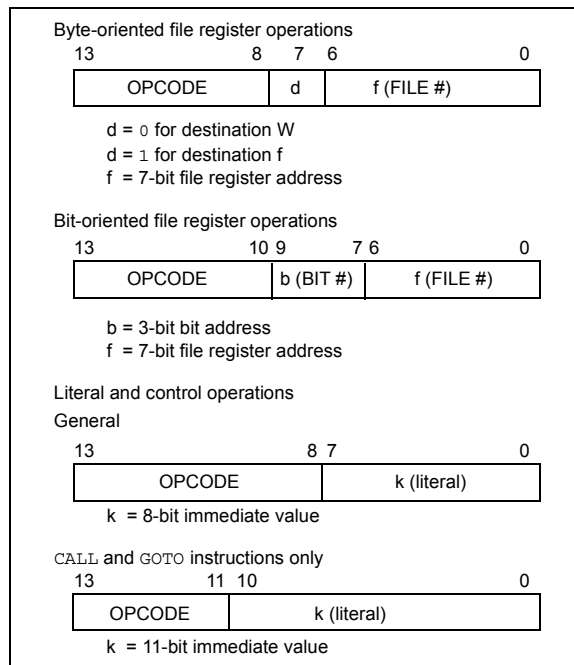 Byte-oriented file register operations
13 8 7 6 0
OPCODE d f (FILE #)
d = 0 for destination W
d = 1 for destination f
f = 7-bit file register address
Bit-oriented file register operations
13 10 9 7 6 0
OPCODE b (BIT #) f (FILE #)
b = 3-bit bit address
f = 7-bit file register address
Literal and control operations
General
13 8 7 0
OPCODE k (literal)
k = 8-bit immediate value
CALL and GOTO instructions only
13 11 10 0
OPCODE k (literal)
k = 11-bit immediate value